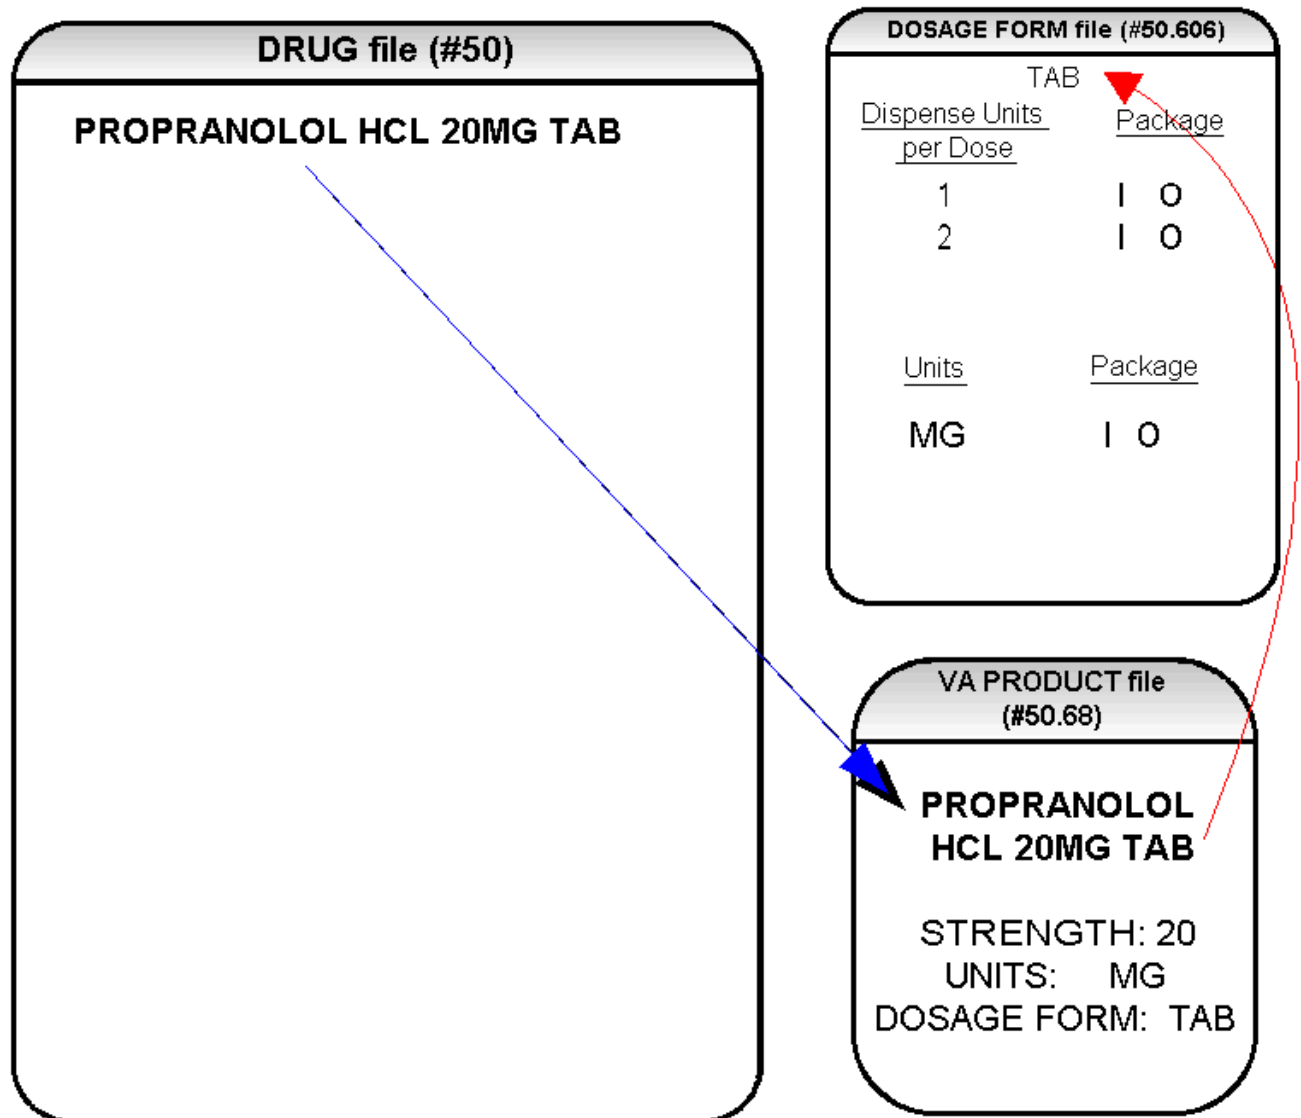 DRUG file (#50)
PROPRANOLOL HCL 20MG TAB
DOSAGE FORM file (#50.606)
TAB
Dispense Units Package
per Dose
1 I O
2 I O
Units Package
MG I O
VA PRODUCT file
(#50.68)
PROPRANOLOL
HCL 20MG TAB
STRENGTH: 20
UNITS: MG
DOSAGE FORM: TAB